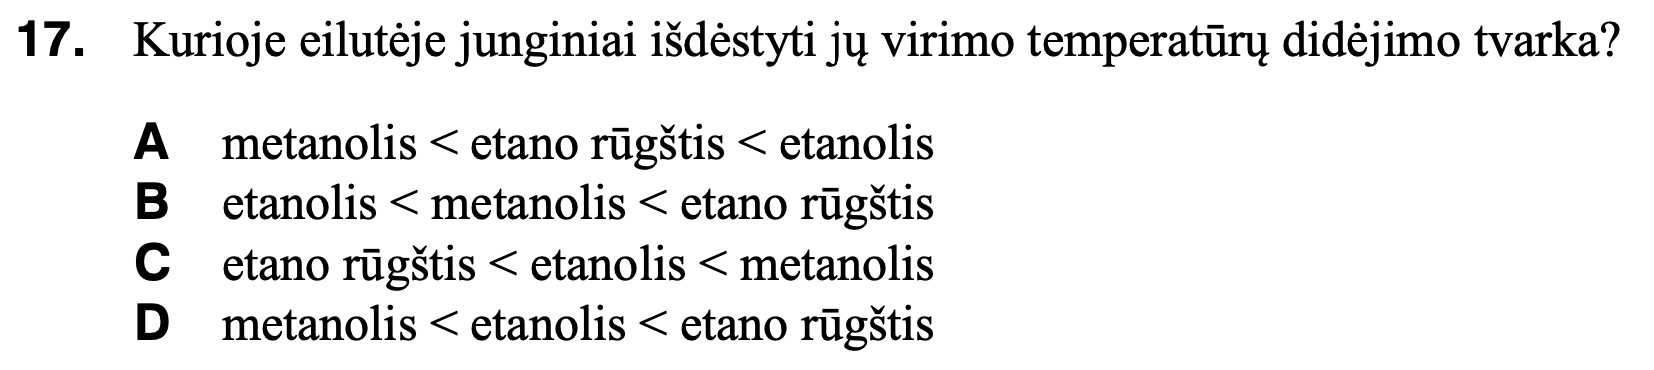 17. Kurioje eilutėje junginiai išdėstyti jų virimo temperatūrų didėjimo tvarka?
A metanolis < etano rūgštis < etanolis
B etanolis < metanolis < etano rūgštis
C etano rūgštis < etanolis < metanolis
D metanolis < etanolis < etano rūgštis